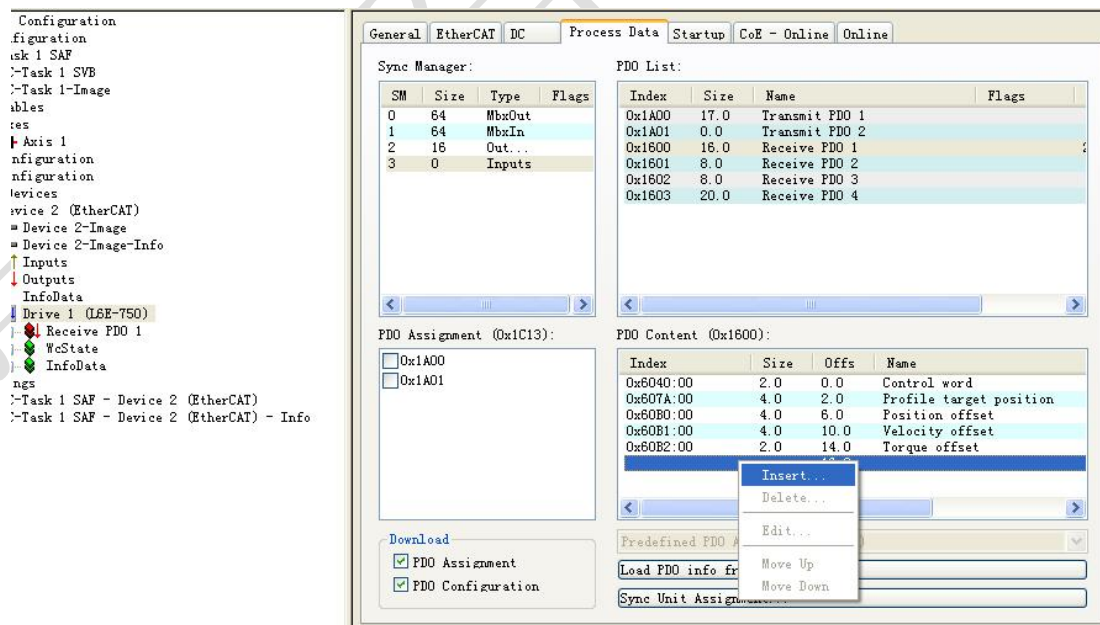 Configuration
figuration
ask 1 SAF
C-Task 1 SVB
C-Task 1-Image
ables
xes
Axis 1
nfiguration
nfiguration
Devices
evice 2 (EtherCAT)
Device 2-Image
Device 2-Image-Info
Inputs
Outputs
InfoData
Drive 1 (L6E-750)
Receive PDO 1
WcState
InfoData
ngs
C-Task 1 SAF - Device 2 (EtherCAT)
C-Task 1 SAF - Device 2 (EtherCAT) - Info
General EtherCAT DC Process Data Startup CoE - Online Online
Sync Manager:
SM Size Type Flags
0 64 MbxOut
1 64 MbxIn
2 16 Out...
3 0 Inputs
PDO List:
Index Size Name Flags
0x1A00 17.0 Transmit PDO 1
0x1A01 0.0 Transmit PDO 2
0x1600 16.0 Receive PDO 1
0x1601 8.0 Receive PDO 2
0x1602 8.0 Receive PDO 3
0x1603 20.0 Receive PDO 4
PDO Assignment (0x1C13):
0x1A00
0x1A01
PDO Content (0x1600):
Index Size Offs Name
0x6040:00 2.0 0.0 Control word
0x607A:00 4.0 2.0 Profile target position
0x60B0:00 4.0 6.0 Position offset
0x60B1:00 4.0 10.0 Velocity offset
0x60B2:00 2.0 14.0 Torque offset
Insert...
Delete...
Edit...
Move Up
Move Down
Download
PDO Assignment
PDO Configuration
Predefined PDO A
Load PDO info fr
Sync Unit Assignment...